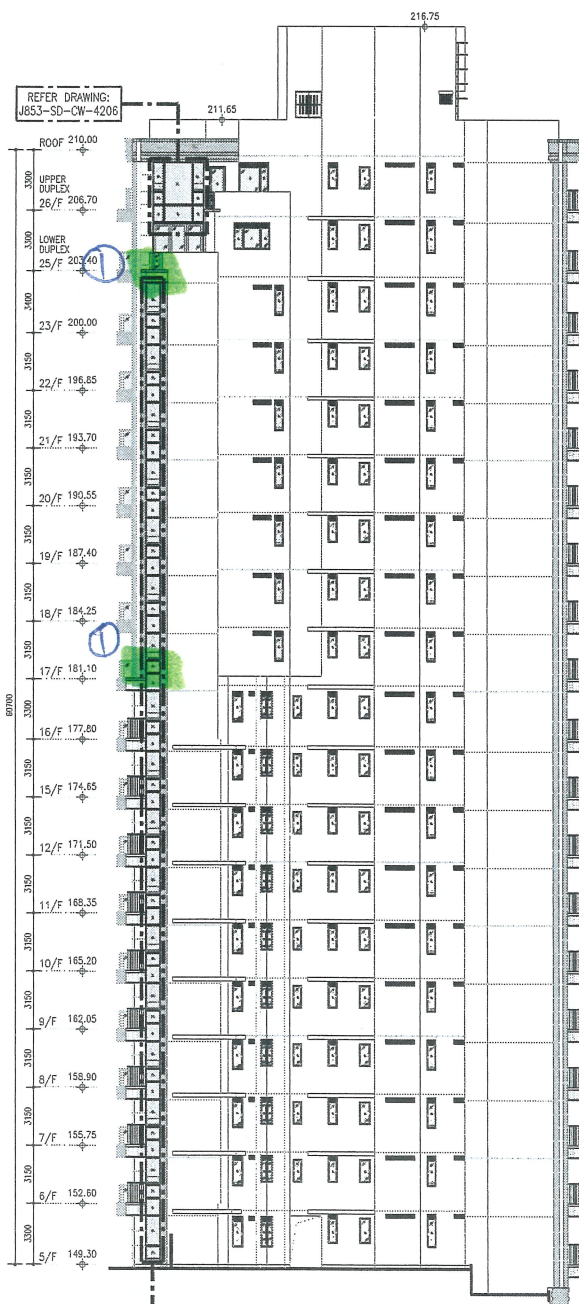 216.75
REFER DRAWING:
J853-SD-CW-4206
211.65
ROOF 210.00
3300
UPPER
DUPLEX
26/F 206.70
3300
LOWER
DUPLEX
25/F 203.40
1
3400
23/F 200.00
3150
22/F 196.85
3150
21/F 193.70
3150
20/F 190.55
3150
19/F 187.40
3150
18/F 184.25
1
3150
17/F 181.10
60700
3300
16/F 177.80
3150
15/F 174.65
3150
12/F 171.50
3150
11/F 168.35
3150
10/F 165.20
3150
9/F 162.05
3150
8/F 158.90
3150
7/F 155.75
3150
6/F 152.60
3300
5/F 149.30